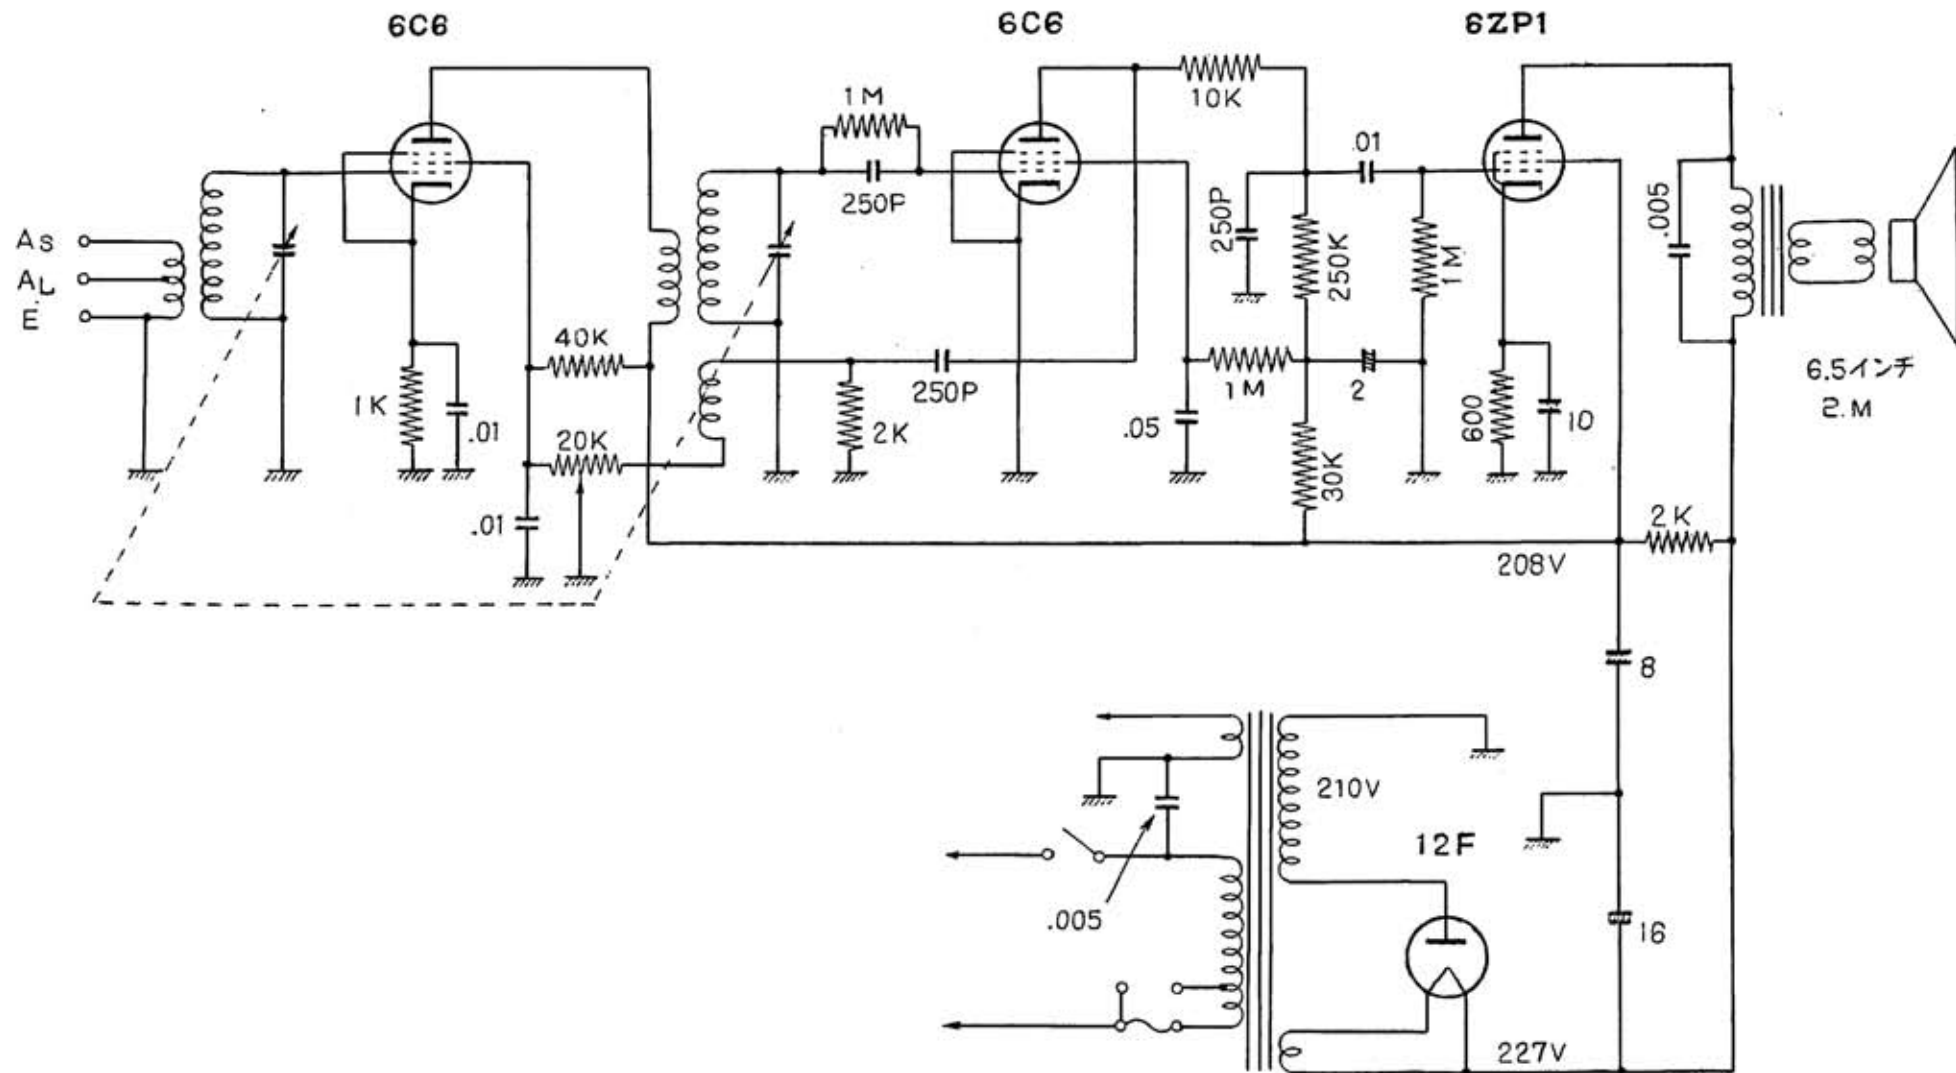 6C6
6C6
6ZP1
1M
10K
.01
250P
250P
250K
1M
.005
As
AL
E
40K
1K
.01
20K
250P
2K
1M
2
.05
30K
600
10
6.5インチ
2.M
.01
2K
208V
8
210V
12F
.005
16
227V